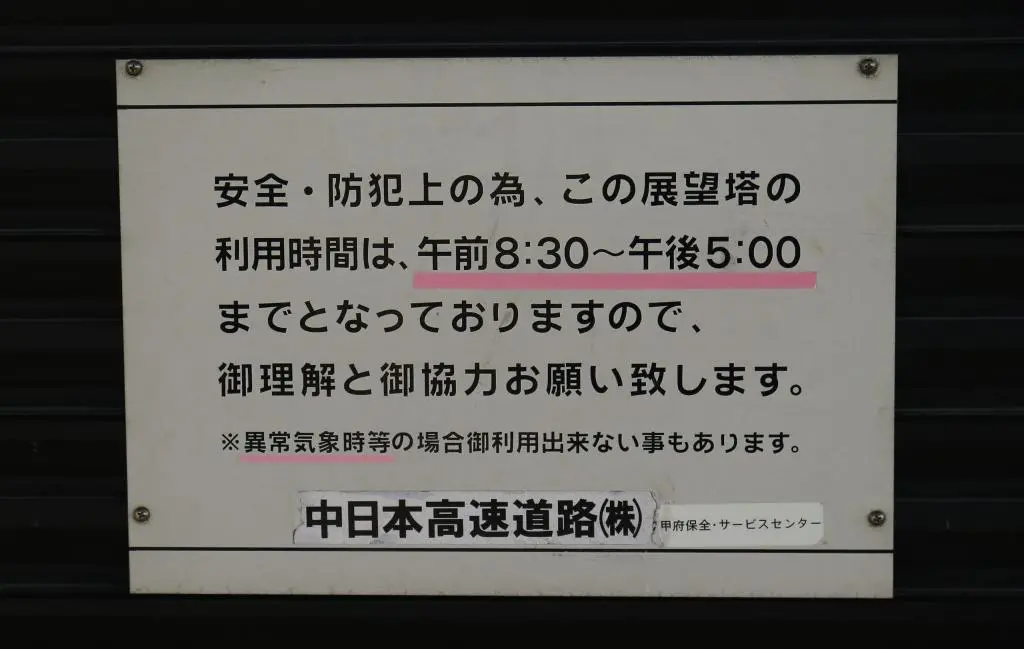 安全・防犯上の為、この展望塔の
利用時間は、午前8:30～午後5:00
までとなっておりますので、
御理解と御協力お願い致します。
※異常気象時等の場合御利用出来ない事もあります。
中日本高速道路㈱ 甲府保全・サービスセンター